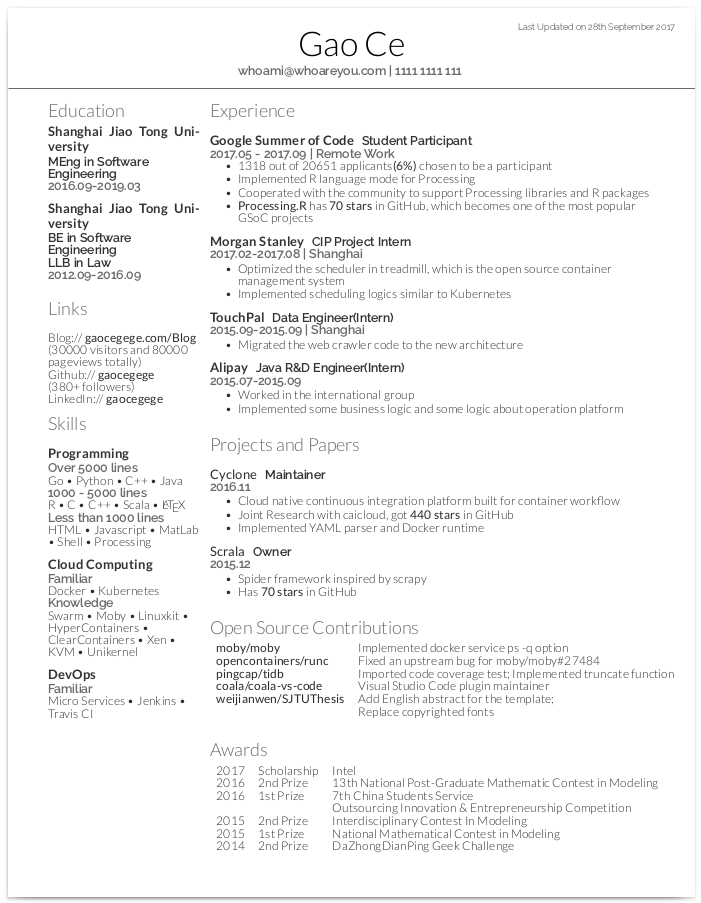 Last Updated on 28th September 2017
Gao Ce
whoami@whoareyou.com | 1111 1111 111
Education
Shanghai Jiao Tong Uni-
versity
MEng in Software
Engineering
2016.09-2019.03
Shanghai Jiao Tong Uni-
versity
BE in Software
Engineering
LLB in Law
2012.09-2016.09
Links
Blog:// gaocegege.com/Blog
(30000 visitors and 80000
pageviews totally)
Github:// gaocegege
(380+ followers)
LinkedIn:// gaocegege
Skills
Programming
Over 5000 lines
Go • Python • C++ • Java
1000 - 5000 lines
R • C • C++ • Scala • LATEX
Less than 1000 lines
HTML • Javascript • MatLab
• Shell • Processing
Cloud Computing
Familiar
Docker • Kubernetes
Knowledge
Swarm • Moby • Linuxkit •
HyperContainers •
ClearContainers • Xen •
KVM • Unikernel
DevOps
Familiar
Micro Services • Jenkins •
Travis CI
Experience
Google Summer of Code Student Participant
2017.05 - 2017.09 | Remote Work
• 1318 out of 20651 applicants(6%) chosen to be a participant
• Implemented R language mode for Processing
• Cooperated with the community to support Processing libraries and R packages
• Processing.R has 70 stars in GitHub, which becomes one of the most popular
GSoC projects
Morgan Stanley CIP Project Intern
2017.02-2017.08 | Shanghai
• Optimized the scheduler in treadmill, which is the open source container
management system
• Implemented scheduling logics similar to Kubernetes
TouchPal Data Engineer(Intern)
2015.09-2015.09 | Shanghai
• Migrated the web crawler code to the new architecture
Alipay Java R&D Engineer(Intern)
2015.07-2015.09
• Worked in the international group
• Implemented some business logic and some logic about operation platform
Projects and Papers
Cyclone Maintainer
2016.11
• Cloud native continuous integration platform built for container workflow
• Joint Research with caicloud, got 440 stars in GitHub
• Implemented YAML parser and Docker runtime
Scrala Owner
2015.12
• Spider framework inspired by scrapy
• Has 70 stars in GitHub
Open Source Contributions
moby/moby Implemented docker service ps -q option
opencontainers/runc Fixed an upstream bug for moby/moby#27484
pingcap/tidb Imported code coverage test; Implemented truncate function
coala/coala-vs-code Visual Studio Code plugin maintainer
weijianwen/SJTUThesis Add English abstract for the template;
Replace copyrighted fonts
Awards
2017 Scholarship Intel
2016 2nd Prize 13th National Post-Graduate Mathematic Contest in Modeling
2016 1st Prize 7th China Students Service
Outsourcing Innovation & Entrepreneurship Competition
2015 2nd Prize Interdisciplinary Contest In Modeling
2015 1st Prize National Mathematical Contest in Modeling
2014 2nd Prize DaZhongDianPing Geek Challenge